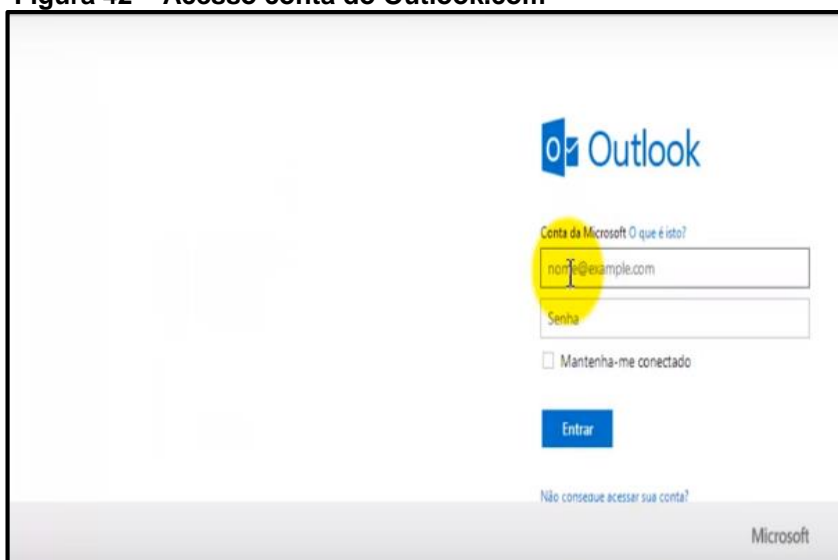 Figura 42 – Acesso conta do Outlook.com
Outlook
Conta da Microsoft O que é isto?
nome@example.com
Senha
Mantenha-me conectado
Entrar
Não consegue acessar sua conta?
Microsoft